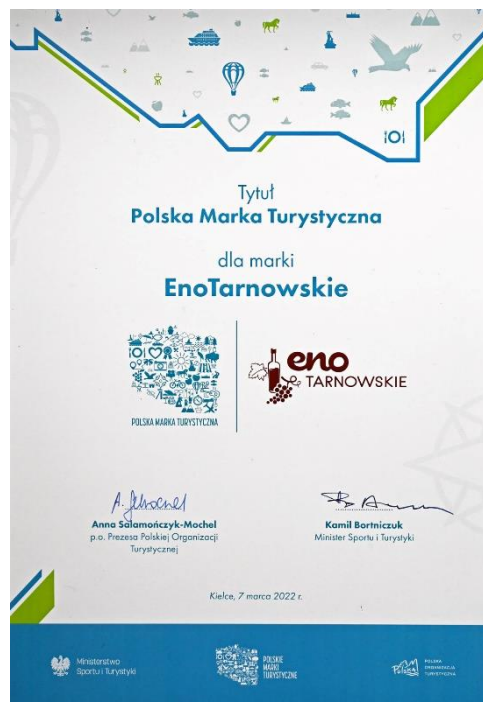 Tytuł
Polska Marka Turystyczna
dla marki
EnoTarnowskie
POLSKA MARKA TURYSTYCZNA
eno
TARNOWSKIE
Anna Salamończyk-Mochel
p.o. Prezesa Polskiej Organizacji
Turystycznej
Kamil Bortniczuk
Minister Sportu i Turystyki
Kielce, 7 marca 2022 r.
Ministerstwo
Sportu i Turystyki
POLSKIE
MARKI
TURYSTYCZNE
Polska
POLSKA
ORGANIZACJA
TURYSTYCZNA